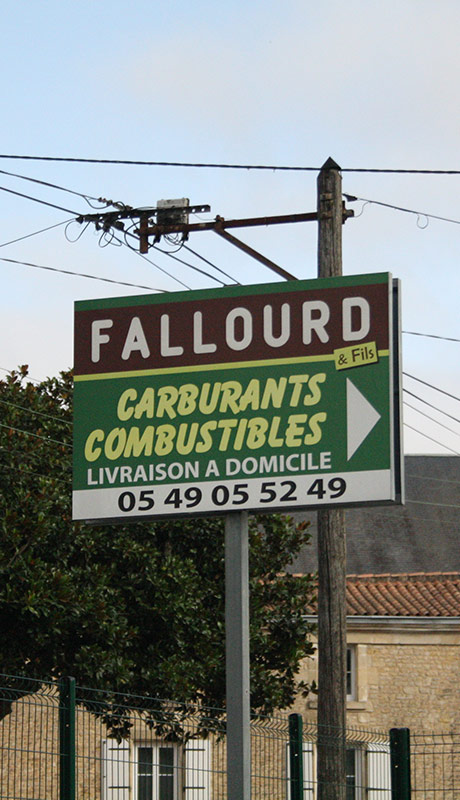 FALLOURD
& Fils
CARBURANTS
COMBUSTIBLES
LIVRAISON A DOMICILE
05 49 05 52 49